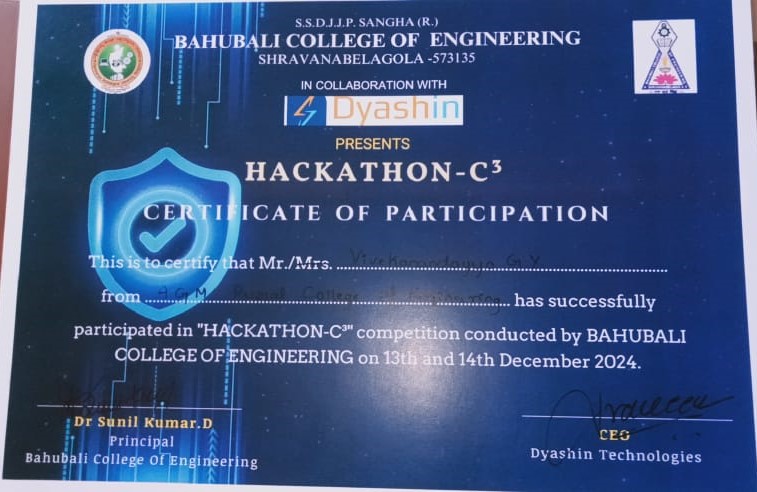 S.S.D.J.J.P. SANGHA (R.)
BAHUBALI COLLEGE OF ENGINEERING
SHRAVANABELAGOLA -573135
IN COLLABORATION WITH
Dyashin
PRESENTS
HACKATHON-C³
CERTIFICATE OF PARTICIPATION
This is to certify that Mr./Mrs. G Y
from AGM Rural College of Engineering has successfully
participated in "HACKATHON-C³" competition conducted by BAHUBALI
COLLEGE OF ENGINEERING on 13th and 14th December 2024.
Dr Sunil Kumar.D
Principal
Bahubali College Of Engineering
CEO
Dyashin Technologies